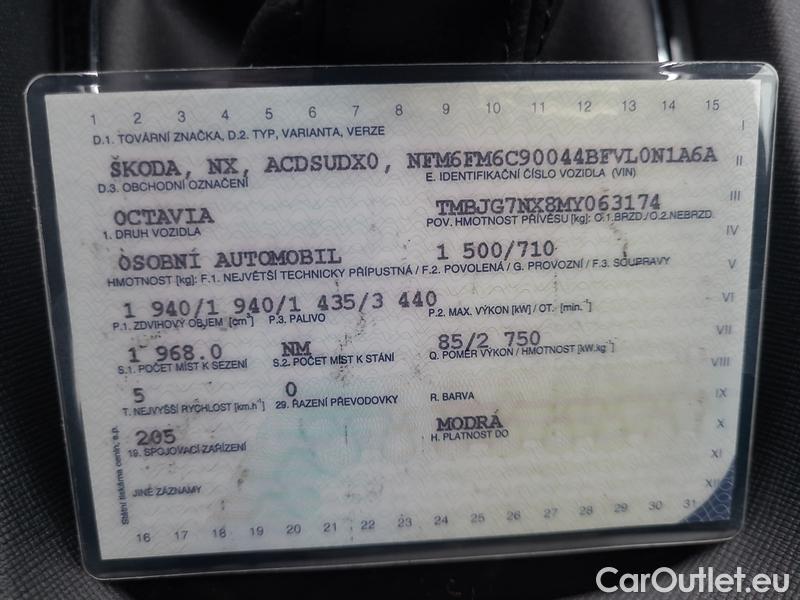 1 2 3 4 5 6 7 8 9 10 11 12 13 14 15
I
D.1. TOVÁRNÍ ZNAČKA, D.2. TYP, VARIANTA, VERZE
ŠKODA, NX, ACDSUDX0, NFM6FM6C90044BFVL0N1A6A
II
D.3. OBCHODNÍ OZNAČENÍ E. IDENTIFIKAČNÍ ČÍSLO VOZIDLA (VIN)
OCTAVIA TMBJG7NX8MY063174
III
1. DRUH VOZIDLA POV. HMOTNOST PŘÍVĚSU [kg]: O.1.BRZD./O.2.NEBRZD.
IV
OSOBNÍ AUTOMOBIL 1 500/710
V
HMOTNOST [kg]: F.1. NEJVĚTŠÍ TECHNICKY PŘÍPUSTNÁ / F.2. POVOLENÁ / G. PROVOZNÍ / F.3. SOUPRAVY
1 940/1 940/1 435/3 440
VI
P.1. ZDVIHOVÝ OBJEM [cm³] P.3. PALIVO P.2. MAX. VÝKON [kW] / OT. [min.⁻¹]
1 968.0 NM 85/2 750
VII
S.1. POČET MÍST K SEZENÍ S.2. POČET MÍST K STÁNÍ Q. POMĚR VÝKON / HMOTNOST [kW.kg⁻¹]
VIII
5 0
T. NEJVYŠŠÍ RYCHLOST [km.h⁻¹] 29. ŘAZENÍ PŘEVODOVKY R. BARVA
IX
205 MODRÁ
X
19. SPOJOVACÍ ZAŘÍZENÍ H. PLATNOST DO
XI
JINÉ ZÁZNAMY
XII
Státní tiskárna cenin, s.p.
16 17 18 19 20 21 22 23 24 25 26 27 28 29 30 31
CarOutlet.eu